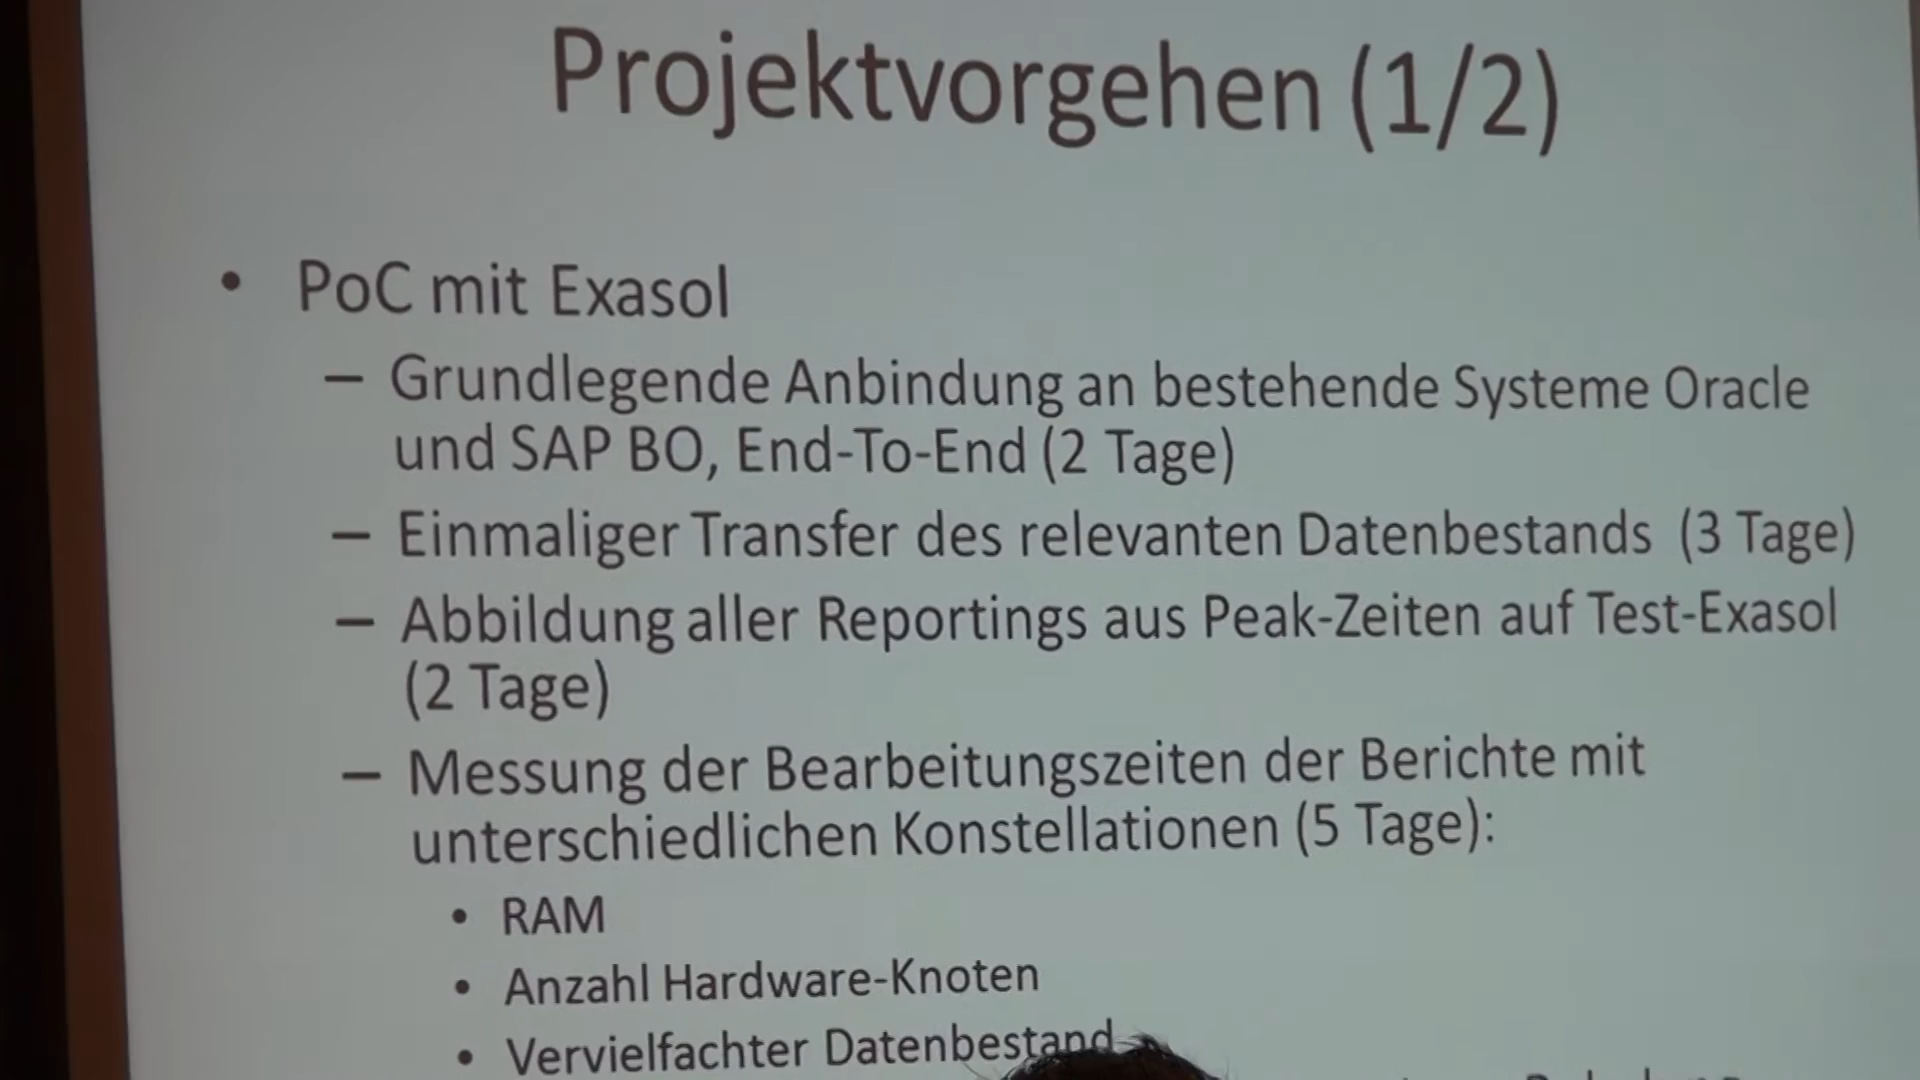 Projektvorgehen (1/2)
• PoC mit Exasol
– Grundlegende Anbindung an bestehende Systeme Oracle
und SAP BO, End-To-End (2 Tage)
– Einmaliger Transfer des relevanten Datenbestands (3 Tage)
– Abbildung aller Reportings aus Peak-Zeiten auf Test-Exasol
(2 Tage)
– Messung der Bearbeitungszeiten der Berichte mit
unterschiedlichen Konstellationen (5 Tage):
• RAM
• Anzahl Hardware-Knoten
• Vervielfachter Datenbestand